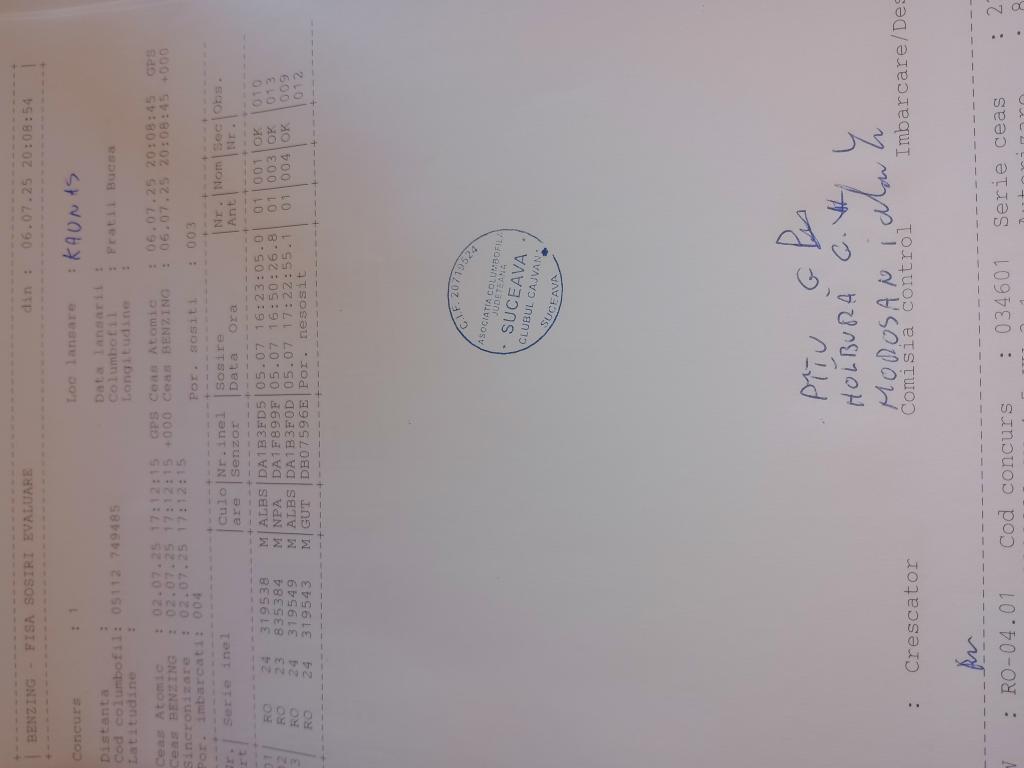 | BENZING - FISA SOSIRI EVALUARE din : 06.07.25 20:08:54 |
Concurs : 1 Loc lansare : KAUNAS
Distanta : Data lansarii :
Cod columbofil: 05112 749485 Columbofil : Fratii Bucsa
Latitudine : Longitudine :
Ceas Atomic : 02.07.25 17:12:15 GPS Ceas Atomic : 06.07.25 20:08:45 GPS
Ceas BENZING : 02.07.25 17:12:15 +000 Ceas BENZING : 06.07.25 20:08:45 +000
Sincronizare : 02.07.25 17:12:15
Por. imbarcati: 004 Por. sositi : 003
Nr.| Serie inel |Culo|Nr.inel |Sosire |Nr.|Nom|Sec|Obs.
rt| |are |Senzor |Data Ora |Ant| |Nr.|
01| RO 24 319538 M|ALBS|DA1B3FD5|05.07 16:23:05.0| 01|001|OK |010
02| RO 23 835384 M|NPA |DA1F899F|05.07 16:50:26.8| 01|003|OK |013
3| RO 24 319549 M|ALBS|DA1B3F0D|05.07 17:22:55.1| 01|004|OK |009
| RO 24 319543 M|GUT |DB07596E|Por. nesosit | | | |012
C.I.F. 20719524
ASOCIATIA COLUMBOFILA
JUDETEANA
SUCEAVA
CLUBUL CAJVANA
SUCEAVA
PITIU G
HOLBURĂ C.
MOROSAN
: Crescator Comisia control Imbarcare/Des
: RO-04.01 Cod concurs : 034601 Serie ceas : 2